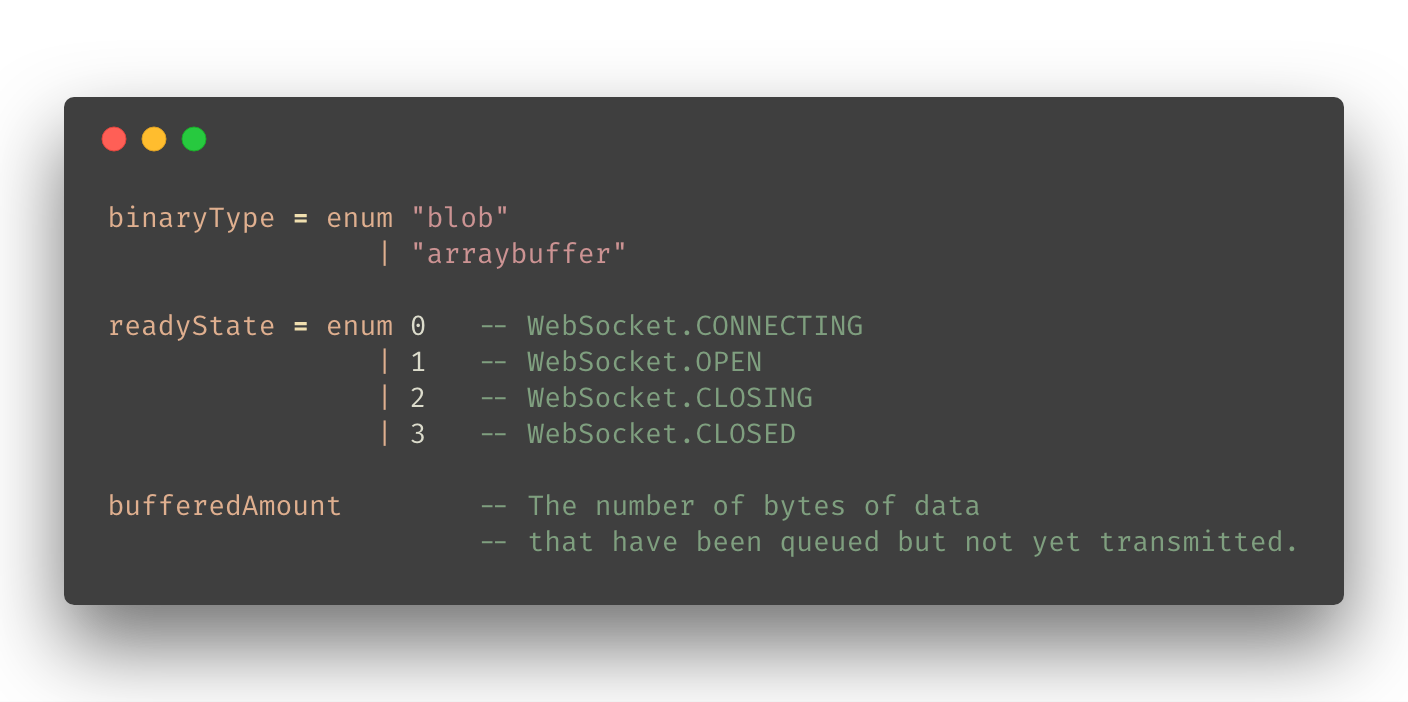 binaryType = enum "blob"
                | "arraybuffer"

readyState = enum 0   -- WebSocket.CONNECTING
                | 1   -- WebSocket.OPEN
                | 2   -- WebSocket.CLOSING
                | 3   -- WebSocket.CLOSED

bufferedAmount        -- The number of bytes of data
                      -- that have been queued but not yet transmitted.